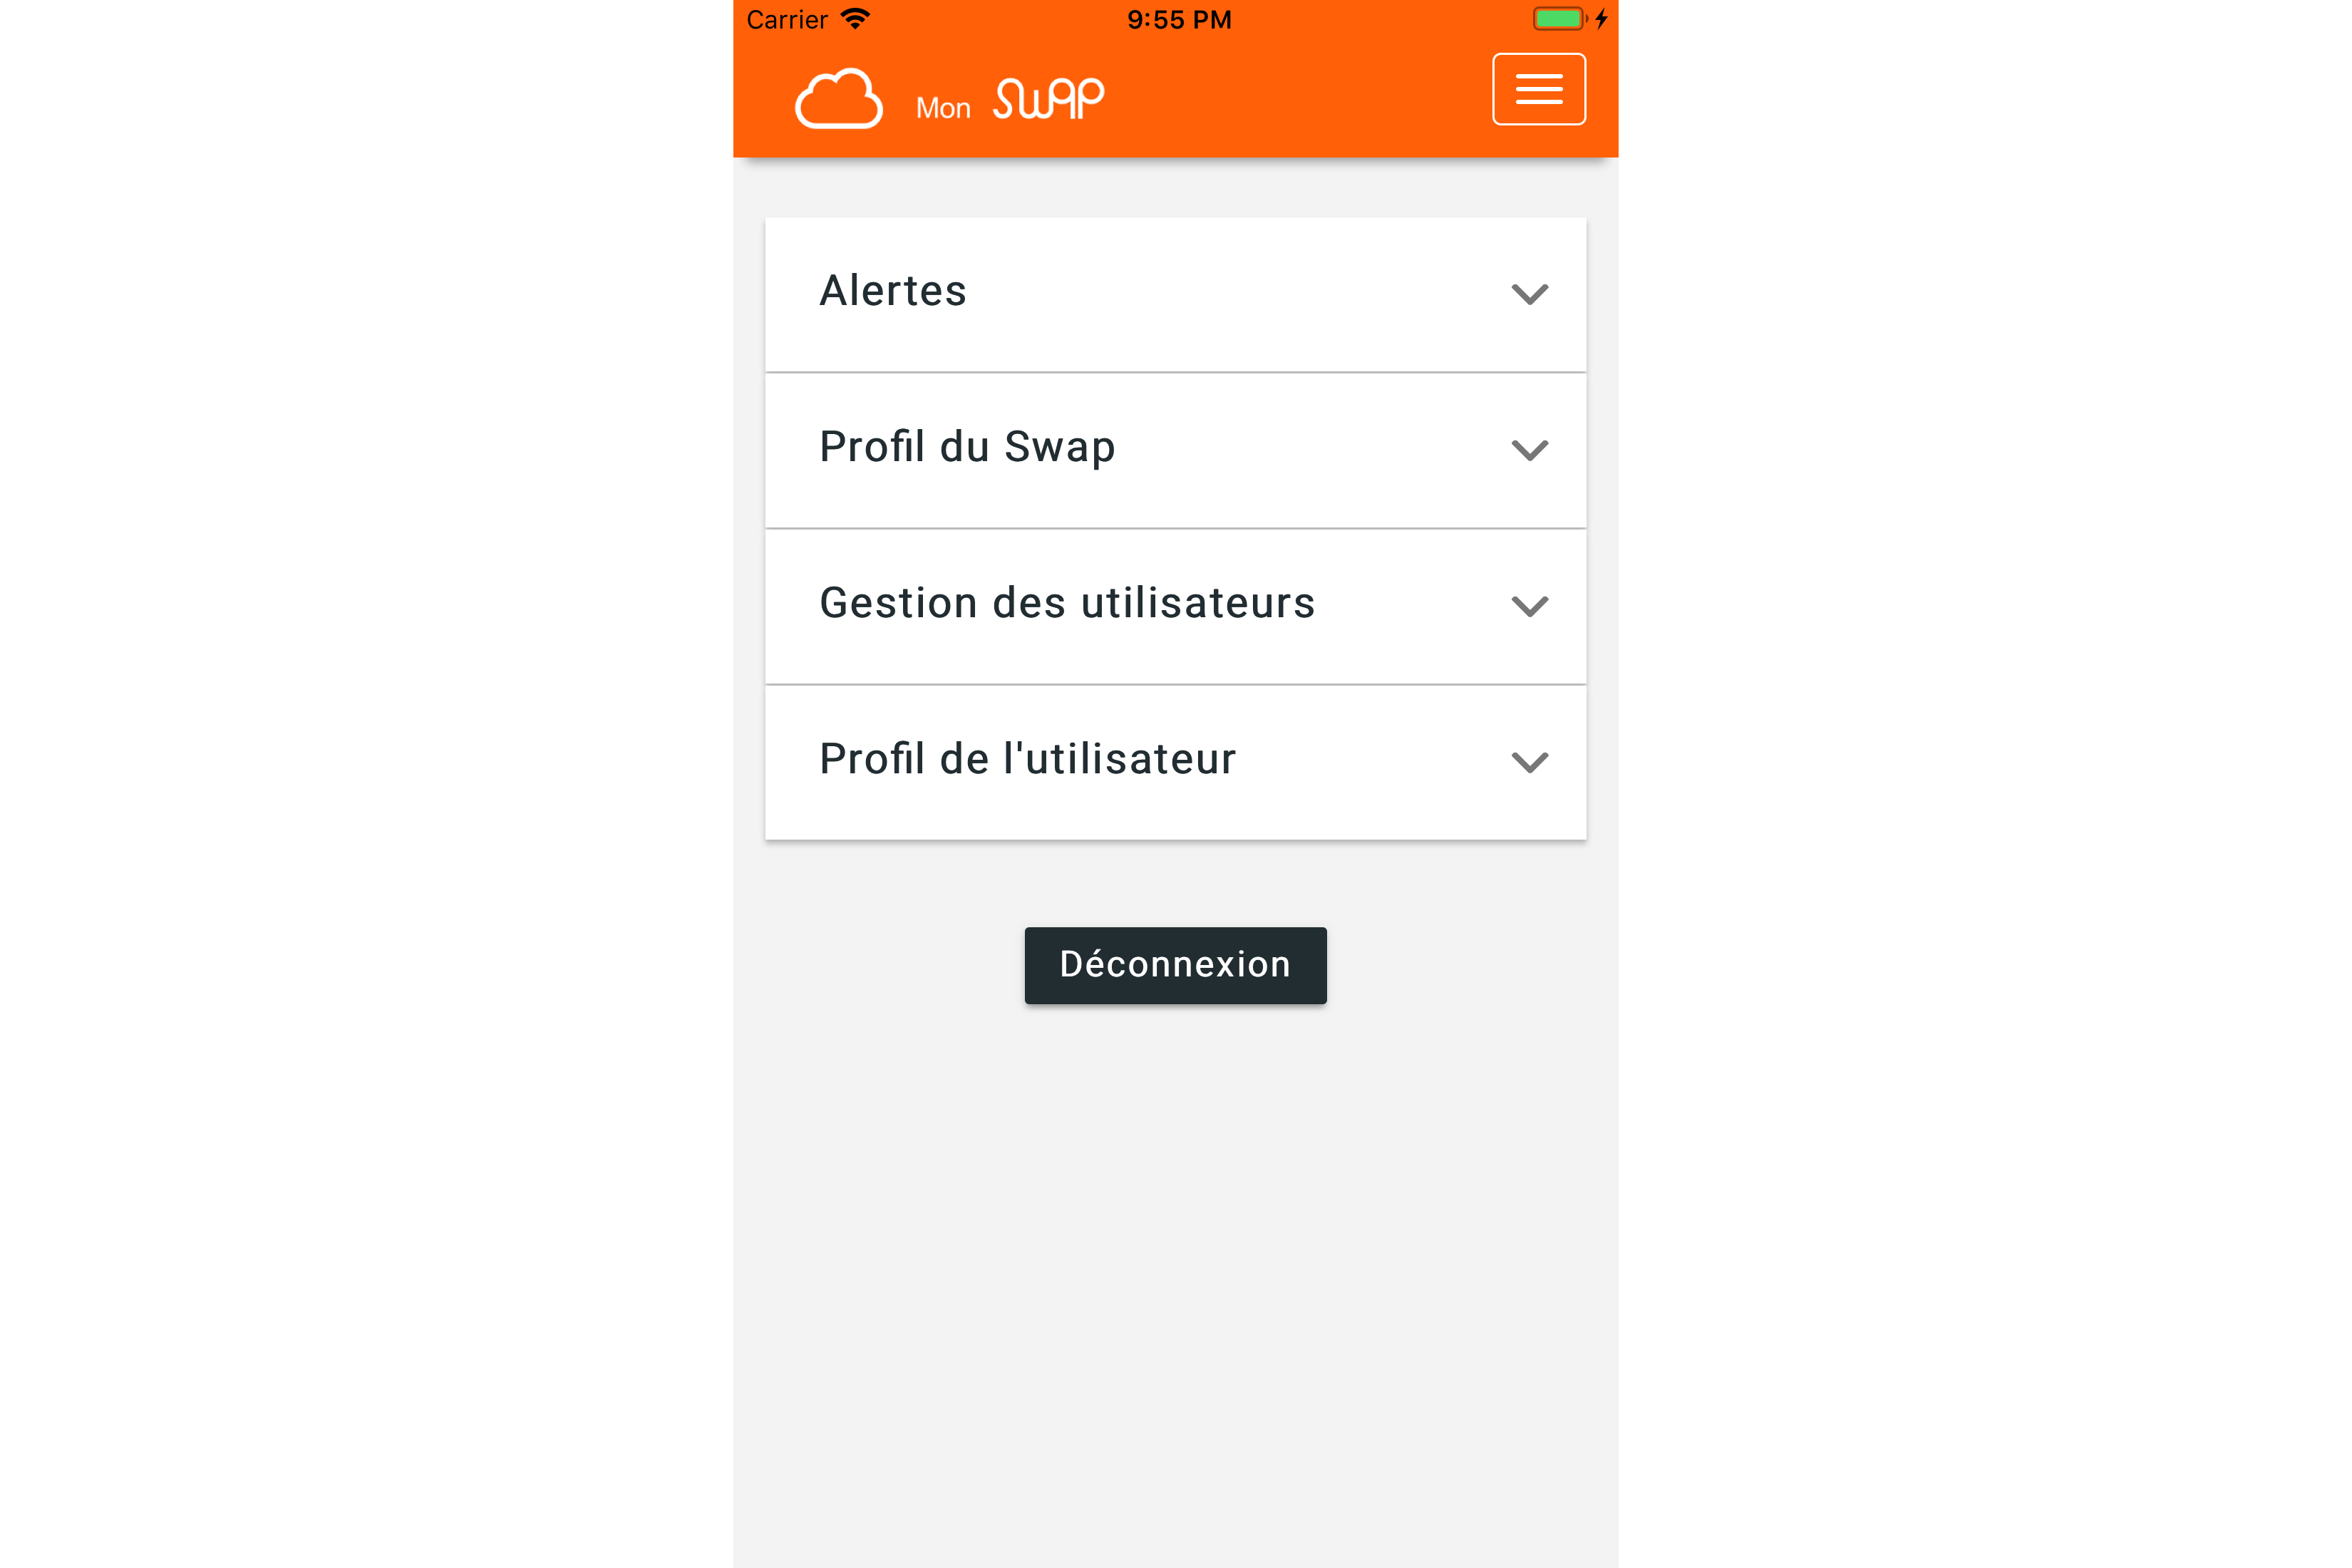 Carrier 9:55 PM
Mon swap
Alertes
Profil du Swap
Gestion des utilisateurs
Profil de l'utilisateur
Déconnexion